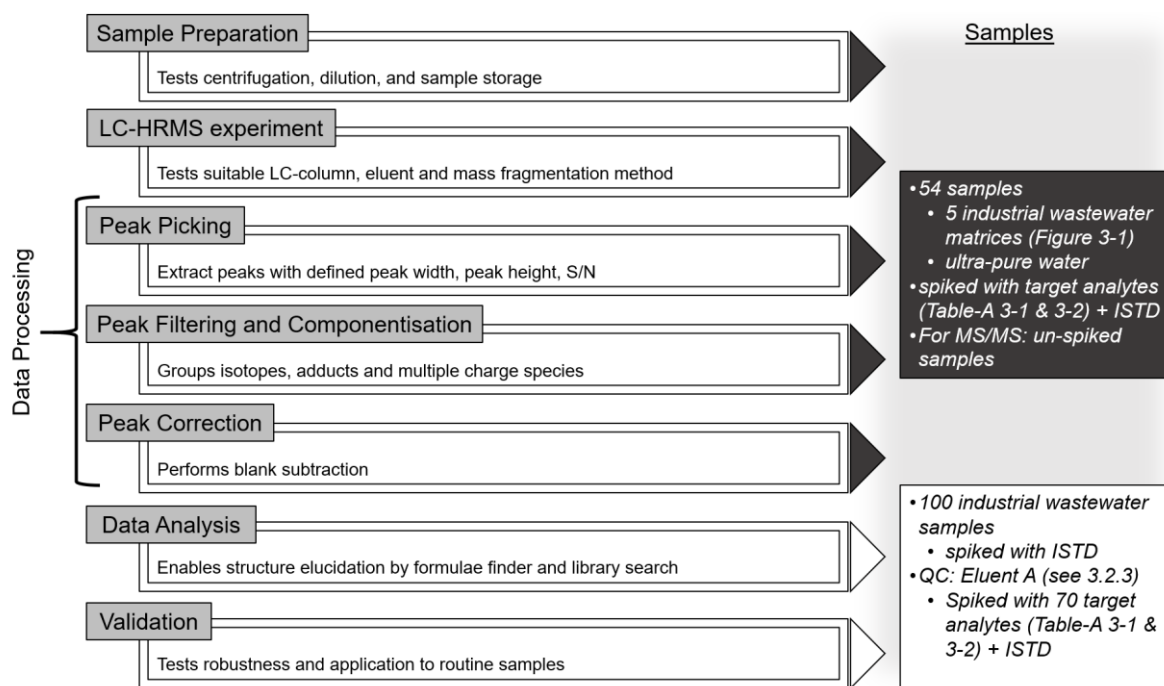 Samples
Sample Preparation
Tests centrifugation, dilution, and sample storage
LC-HRMS experiment
Tests suitable LC-column, eluent and mass fragmentation method
Data Processing
Peak Picking
Extract peaks with defined peak width, peak height, S/N
Peak Filtering and Componentisation
Groups isotopes, adducts and multiple charge species
Peak Correction
Performs blank subtraction
Data Analysis
Enables structure elucidation by formulae finder and library search
Validation
Tests robustness and application to routine samples
•54 samples
• 5 industrial wastewater
matrices (Figure 3-1)
• ultra-pure water
•spiked with target analytes
(Table-A 3-1 & 3-2) + ISTD
•For MS/MS: un-spiked
samples
•100 industrial wastewater
samples
• spiked with ISTD
•QC: Eluent A (see 3.2.3)
• Spiked with 70 target
analytes (Table-A 3-1 &
3-2) + ISTD